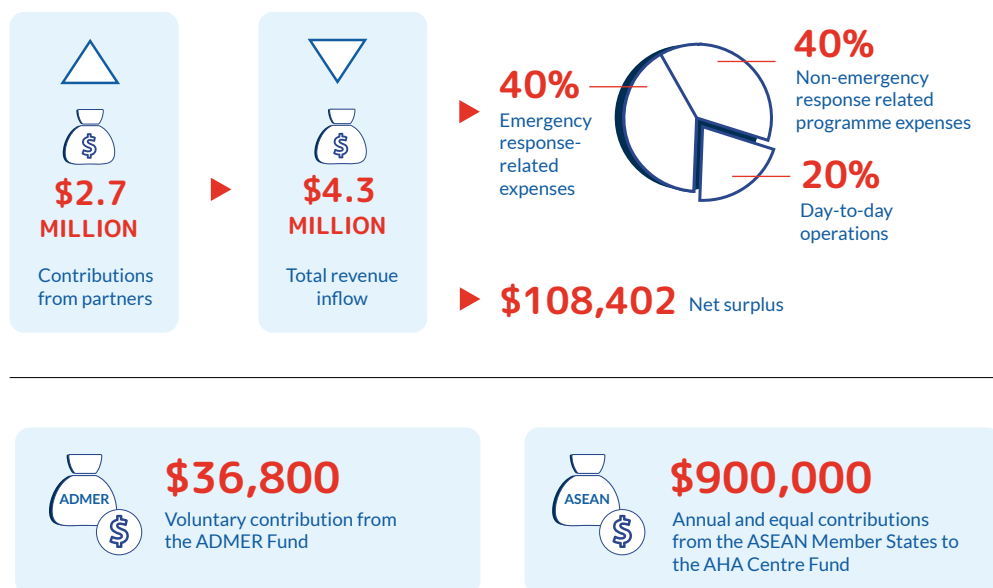 $
$2.7
MILLION
Contributions
from partners
$
$4.3
MILLION
Total revenue
inflow
40%
Emergency
response-
related
expenses
40%
Non-emergency
response related
programme expenses
20%
Day-to-day
operations
$108,402 Net surplus
ADMER
$
$36,800
Voluntary contribution from
the ADMER Fund
ASEAN
$
$900,000
Annual and equal contributions
from the ASEAN Member States to
the AHA Centre Fund